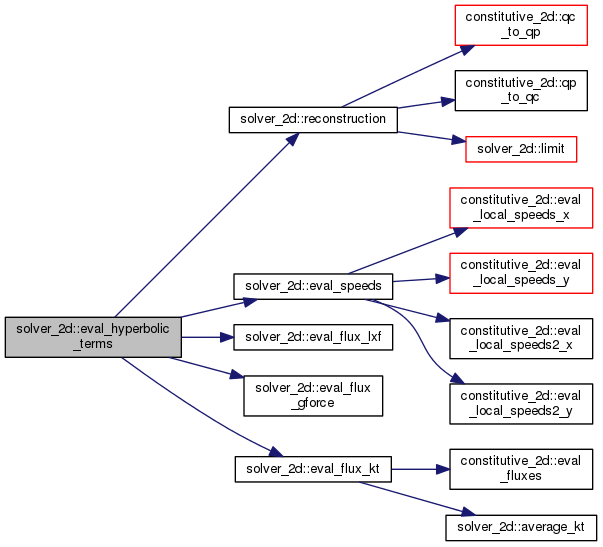 constitutive_2d::qc
_to_qp
solver_2d::reconstruction
constitutive_2d::qp
_to_qc
solver_2d::limit
constitutive_2d::eval
_local_speeds_x
solver_2d::eval_speeds
constitutive_2d::eval
_local_speeds_y
solver_2d::eval_hyperbolic
_terms
solver_2d::eval_flux_lxf
constitutive_2d::eval
_local_speeds2_x
solver_2d::eval_flux
_gforce
constitutive_2d::eval
_local_speeds2_y
solver_2d::eval_flux_kt
constitutive_2d::eval
_fluxes
solver_2d::average_kt